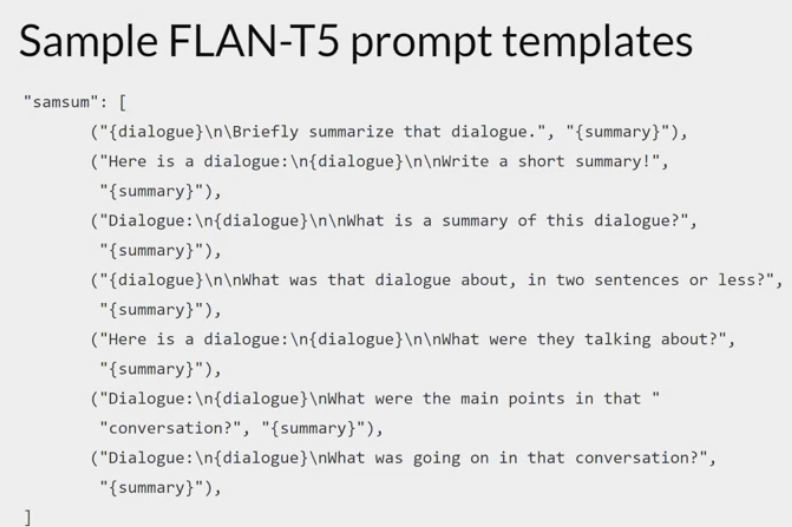 Sample FLAN-T5 prompt templates
"samsum": [
("{dialogue}\n\Briefly summarize that dialogue.", "{summary}"),
("Here is a dialogue:\n{dialogue}\n\nWrite a short summary!",
"{summary}"),
("Dialogue:\n{dialogue}\n\nWhat is a summary of this dialogue?",
"{summary}"),
("{dialogue}\n\nWhat was that dialogue about, in two sentences or less?",
"{summary}"),
("Here is a dialogue:\n{dialogue}\n\nWhat were they talking about?",
"{summary}"),
("Dialogue:\n{dialogue}\nWhat were the main points in that "
"conversation?", "{summary}"),
("Dialogue:\n{dialogue}\nWhat was going on in that conversation?",
"{summary}"),
]